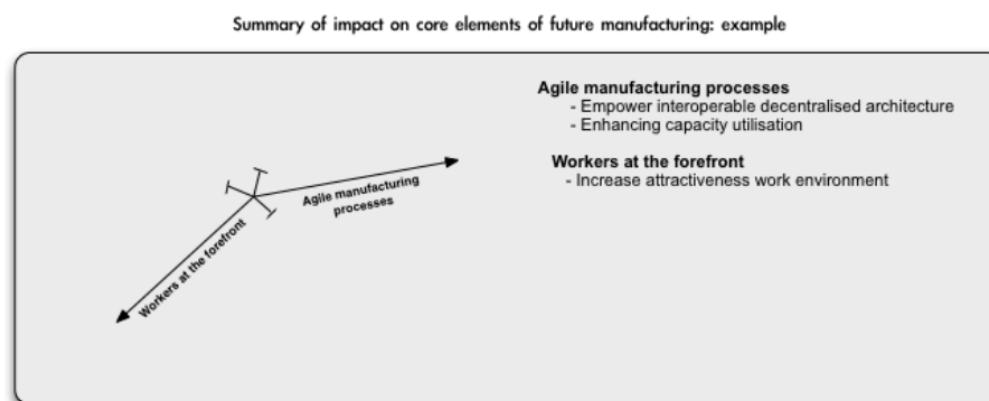 Summary of impact on core elements of future manufacturing: example
Agile manufacturing processes
- Empower interoperable decentralised architecture
- Enhancing capacity utilisation
Workers at the forefront
- Increase attractiveness work environment
Agile manufacturing
processes
Workers at the forefront